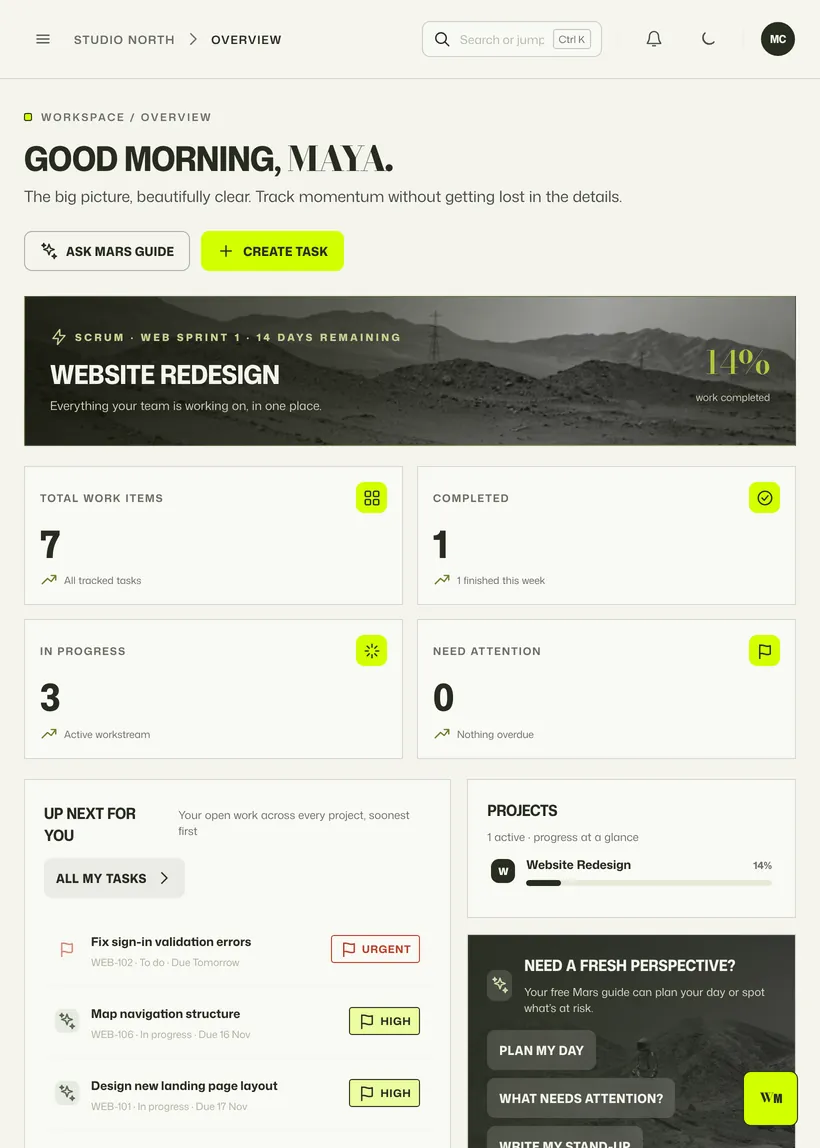 STUDIO NORTH > OVERVIEW
Search or jump
Ctrl K
MC
WORKSPACE / OVERVIEW
GOOD MORNING, MAYA.
The big picture, beautifully clear. Track momentum without getting lost in the details.
ASK MARS GUIDE
CREATE TASK
SCRUM · WEB SPRINT 1 · 14 DAYS REMAINING
WEBSITE REDESIGN
Everything your team is working on, in one place.
14%
work completed
TOTAL WORK ITEMS
7
All tracked tasks
COMPLETED
1
1 finished this week
IN PROGRESS
3
Active workstream
NEED ATTENTION
0
Nothing overdue
UP NEXT FOR
YOU
Your open work across every project, soonest
first
ALL MY TASKS
Fix sign-in validation errors
WEB-102 · To do · Due Tomorrow
URGENT
Map navigation structure
WEB-106 · In progress · Due 16 Nov
HIGH
Design new landing page layout
WEB-101 · In progress · Due 17 Nov
HIGH
PROJECTS
1 active · progress at a glance
W
Website Redesign
14%
NEED A FRESH PERSPECTIVE?
Your free Mars guide can plan your day or spot
what's at risk.
PLAN MY DAY
WHAT NEEDS ATTENTION?
WRITE MY STAND-UP
WM